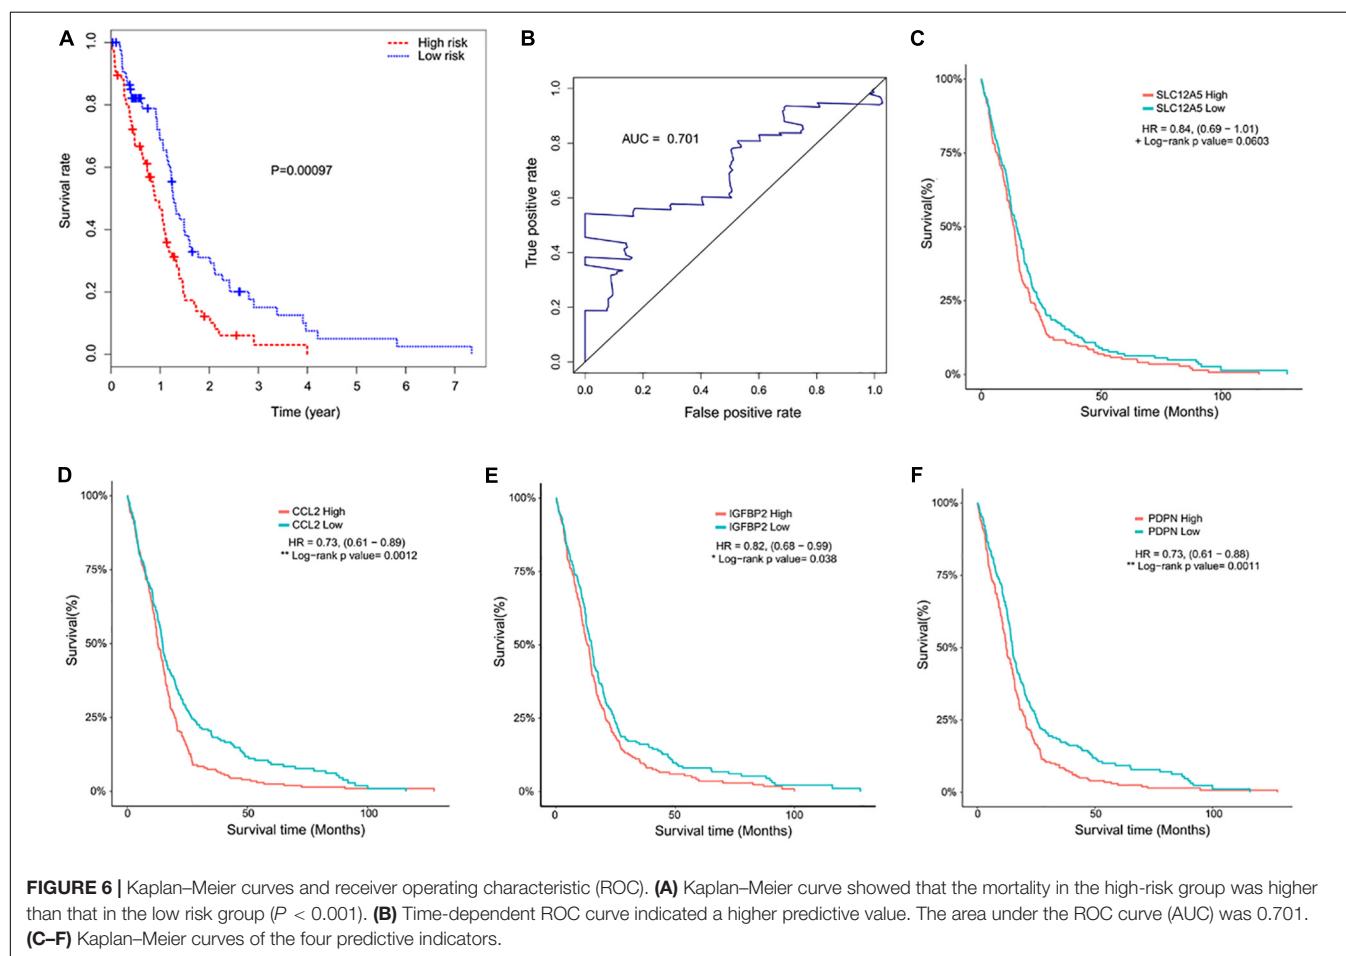 A
High risk
Low risk
P=0.00097
Survival rate
0.0 0.2 0.4 0.6 0.8 1.0
0 1 2 3 4 5 6 7
Time (year)
B
AUC = 0.701
True positive rate
0.0 0.2 0.4 0.6 0.8 1.0
0.0 0.2 0.4 0.6 0.8 1.0
False positive rate
C
SLC12A5 High
SLC12A5 Low
HR = 0.84, (0.69 − 1.01)
+ Log−rank p value= 0.0603
Survival(%)
100%
75%
50%
25%
0%
0 50 100
Survival time (Months)
D
CCL2 High
CCL2 Low
HR = 0.73, (0.61 − 0.89)
** Log−rank p value= 0.0012
Survival(%)
100%
75%
50%
25%
0%
0 50 100
Survival time (Months)
E
IGFBP2 High
IGFBP2 Low
HR = 0.82, (0.68 − 0.99)
* Log−rank p value= 0.038
Survival(%)
100%
75%
50%
25%
0%
0 50 100
Survival time (Months)
F
PDPN High
PDPN Low
HR = 0.73, (0.61 − 0.88)
** Log−rank p value= 0.0011
Survival(%)
100%
75%
50%
25%
0%
0 50 100
Survival time (Months)
FIGURE 6 | Kaplan–Meier curves and receiver operating characteristic (ROC). (A) Kaplan–Meier curve showed that the mortality in the high-risk group was higher
than that in the low risk group (P < 0.001). (B) Time-dependent ROC curve indicated a higher predictive value. The area under the ROC curve (AUC) was 0.701.
(C–F) Kaplan–Meier curves of the four predictive indicators.